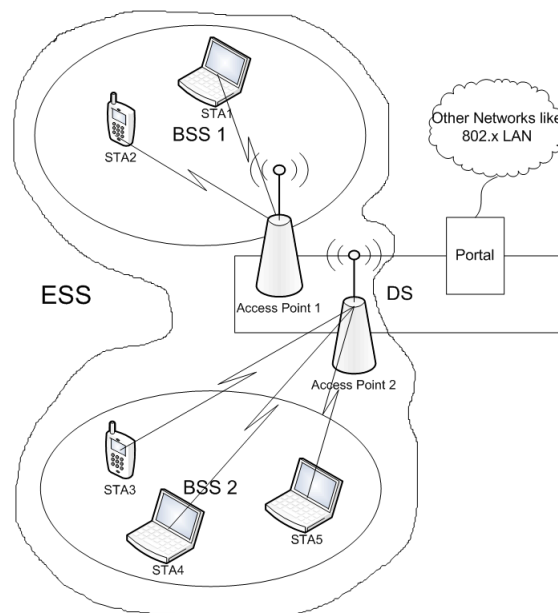 STA1
BSS 1
STA2
Other Networks like
802.x LAN
Portal
ESS
DS
Access Point 1
Access Point 2
STA3
BSS 2
STA4
STA5